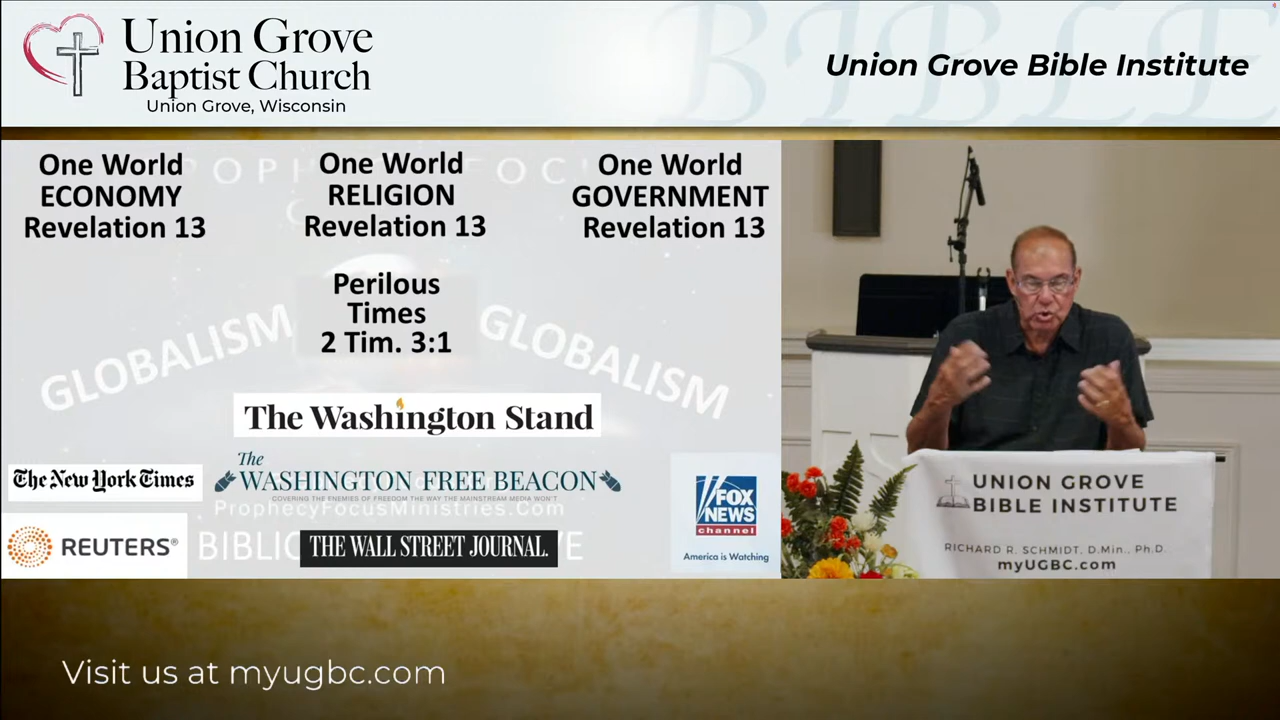 Union Grove
Baptist Church
Union Grove, Wisconsin
BIBLE
Union Grove Bible Institute
One World
ECONOMY
Revelation 13
One World
RELIGION
Revelation 13
One World
GOVERNMENT
Revelation 13
Perilous
Times
2 Tim. 3:1
GLOBALISM
GLOBALISM
The Washington Stand
The New York Times
The
WASHINGTON FREE BEACON
COVERING THE ENEMIES OF FREEDOM THE WAY THE MAINSTREAM MEDIA WON'T
ProphecyFocusMinistries.Com
FOX
NEWS
channel
America is Watching
REUTERS®
THE WALL STREET JOURNAL.
UNION GROVE
BIBLE INSTITUTE
RICHARD R. SCHMIDT, D.Min., Ph.D.
myUGBC.com
Visit us at myugbc.com